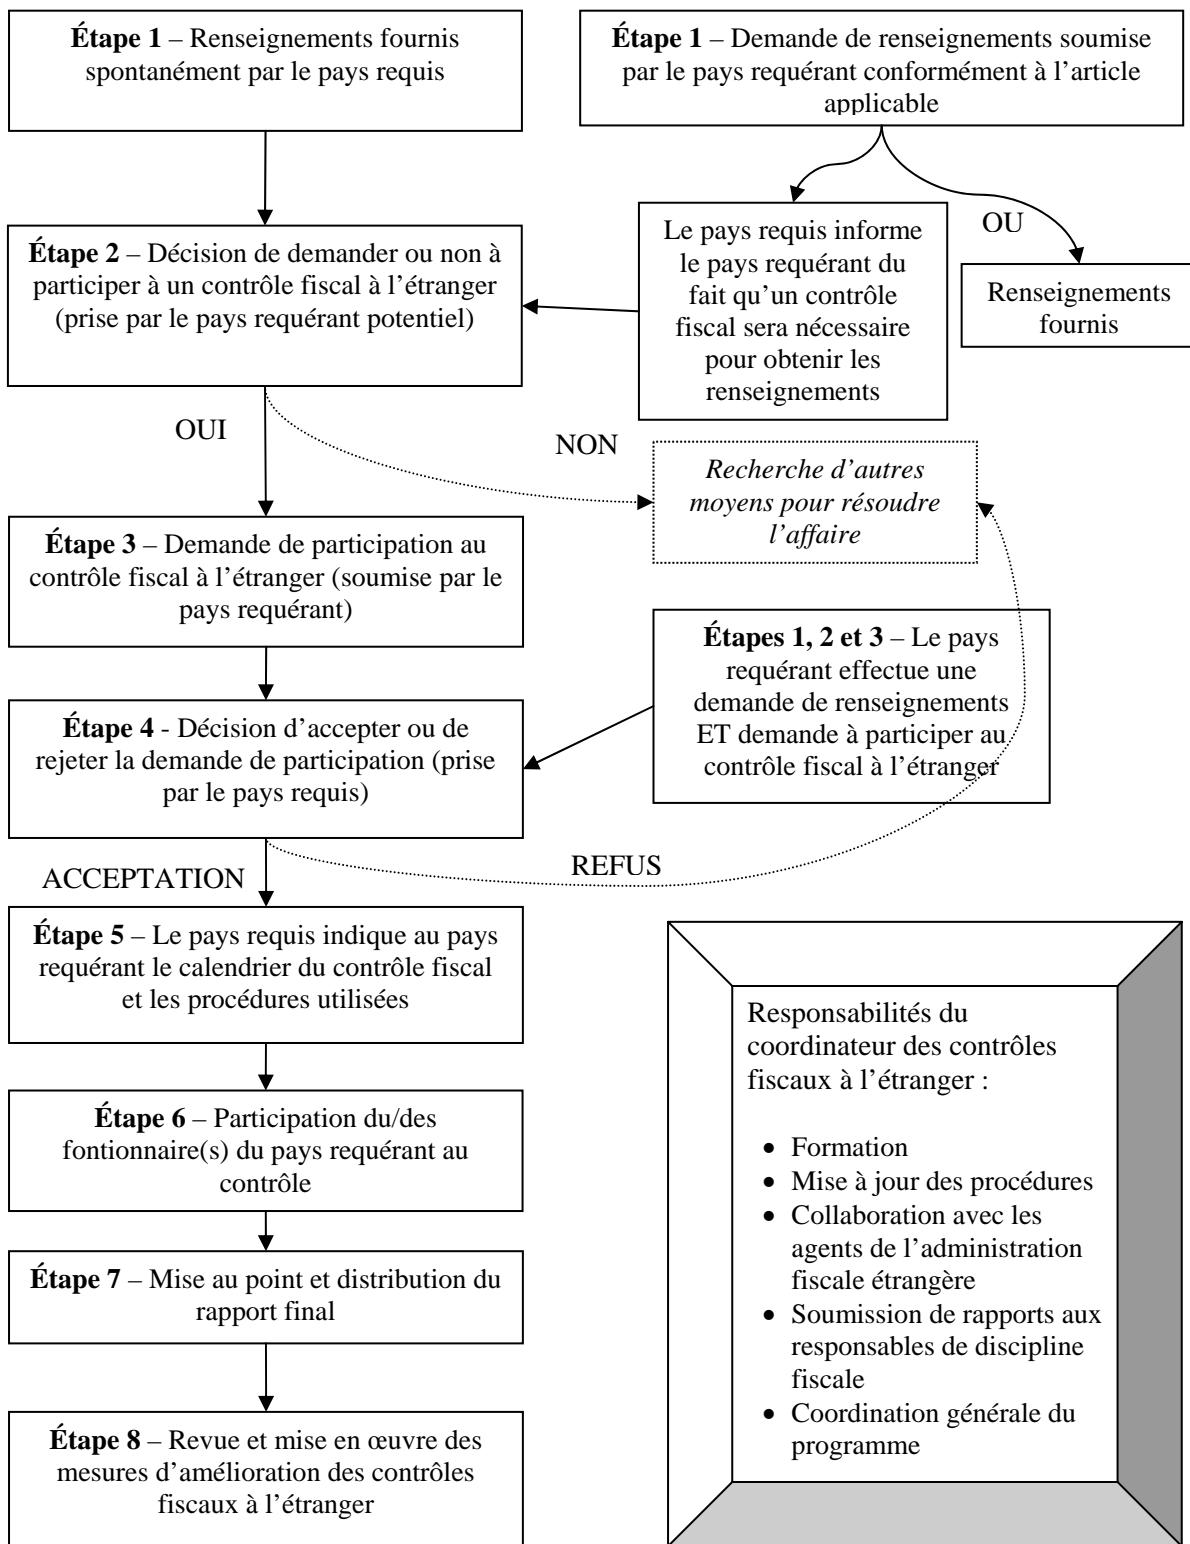 Étape 1 – Renseignements fournis
spontanément par le pays requis
Étape 1 – Demande de renseignements soumise
par le pays requérant conformément à l’article
applicable
Étape 2 – Décision de demander ou non à
participer à un contrôle fiscal à l’étranger
(prise par le pays requérant potentiel)
Le pays requis informe
le pays requérant du
fait qu’un contrôle
fiscal sera nécessaire
pour obtenir les
renseignements
OU
Renseignements
fournis
OUI
NON
Recherche d’autres
moyens pour résoudre
l’affaire
Étape 3 – Demande de participation au
contrôle fiscal à l’étranger (soumise par le
pays requérant)
Étapes 1, 2 et 3 – Le pays
requérant effectue une
demande de renseignements
ET demande à participer au
contrôle fiscal à l’étranger
Étape 4 - Décision d’accepter ou de
rejeter la demande de participation (prise
par le pays requis)
ACCEPTATION
REFUS
Étape 5 – Le pays requis indique au pays
requérant le calendrier du contrôle fiscal
et les procédures utilisées
Étape 6 – Participation du/des
fontionnaire(s) du pays requérant au
contrôle
Étape 7 – Mise au point et distribution du
rapport final
Étape 8 – Revue et mise en œuvre des
mesures d’amélioration des contrôles
fiscaux à l’étranger
Responsabilités du
coordinateur des contrôles
fiscaux à l’étranger :
• Formation
• Mise à jour des procédures
• Collaboration avec les
agents de l’administration
fiscale étrangère
• Soumission de rapports aux
responsables de discipline
fiscale
• Coordination générale du
programme